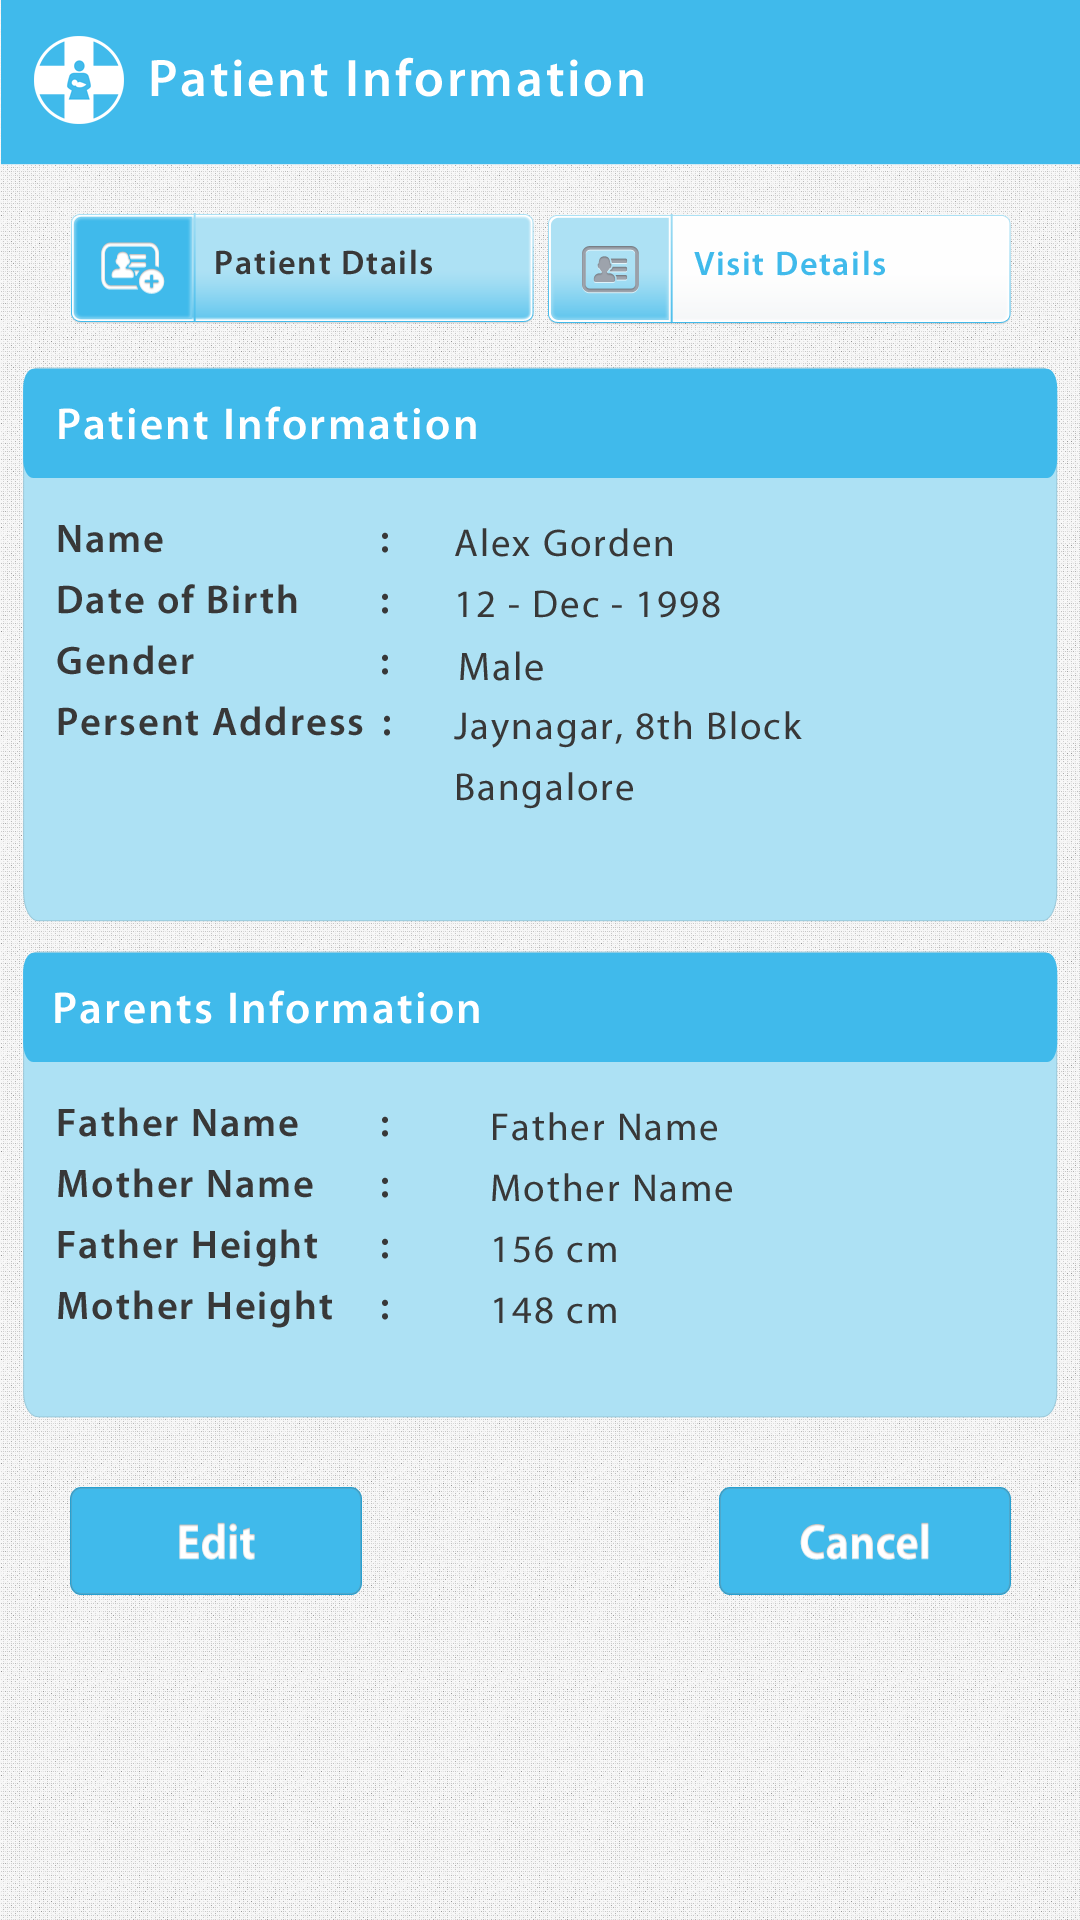 Patient Information
Patient Dtails
Visit Details
Patient Information
Name : Alex Gorden
Date of Birth : 12 - Dec - 1998
Gender : Male
Persent Address : Jaynagar, 8th Block
Bangalore
Parents Information
Father Name : Father Name
Mother Name : Mother Name
Father Height : 156 cm
Mother Height : 148 cm
Edit
Cancel